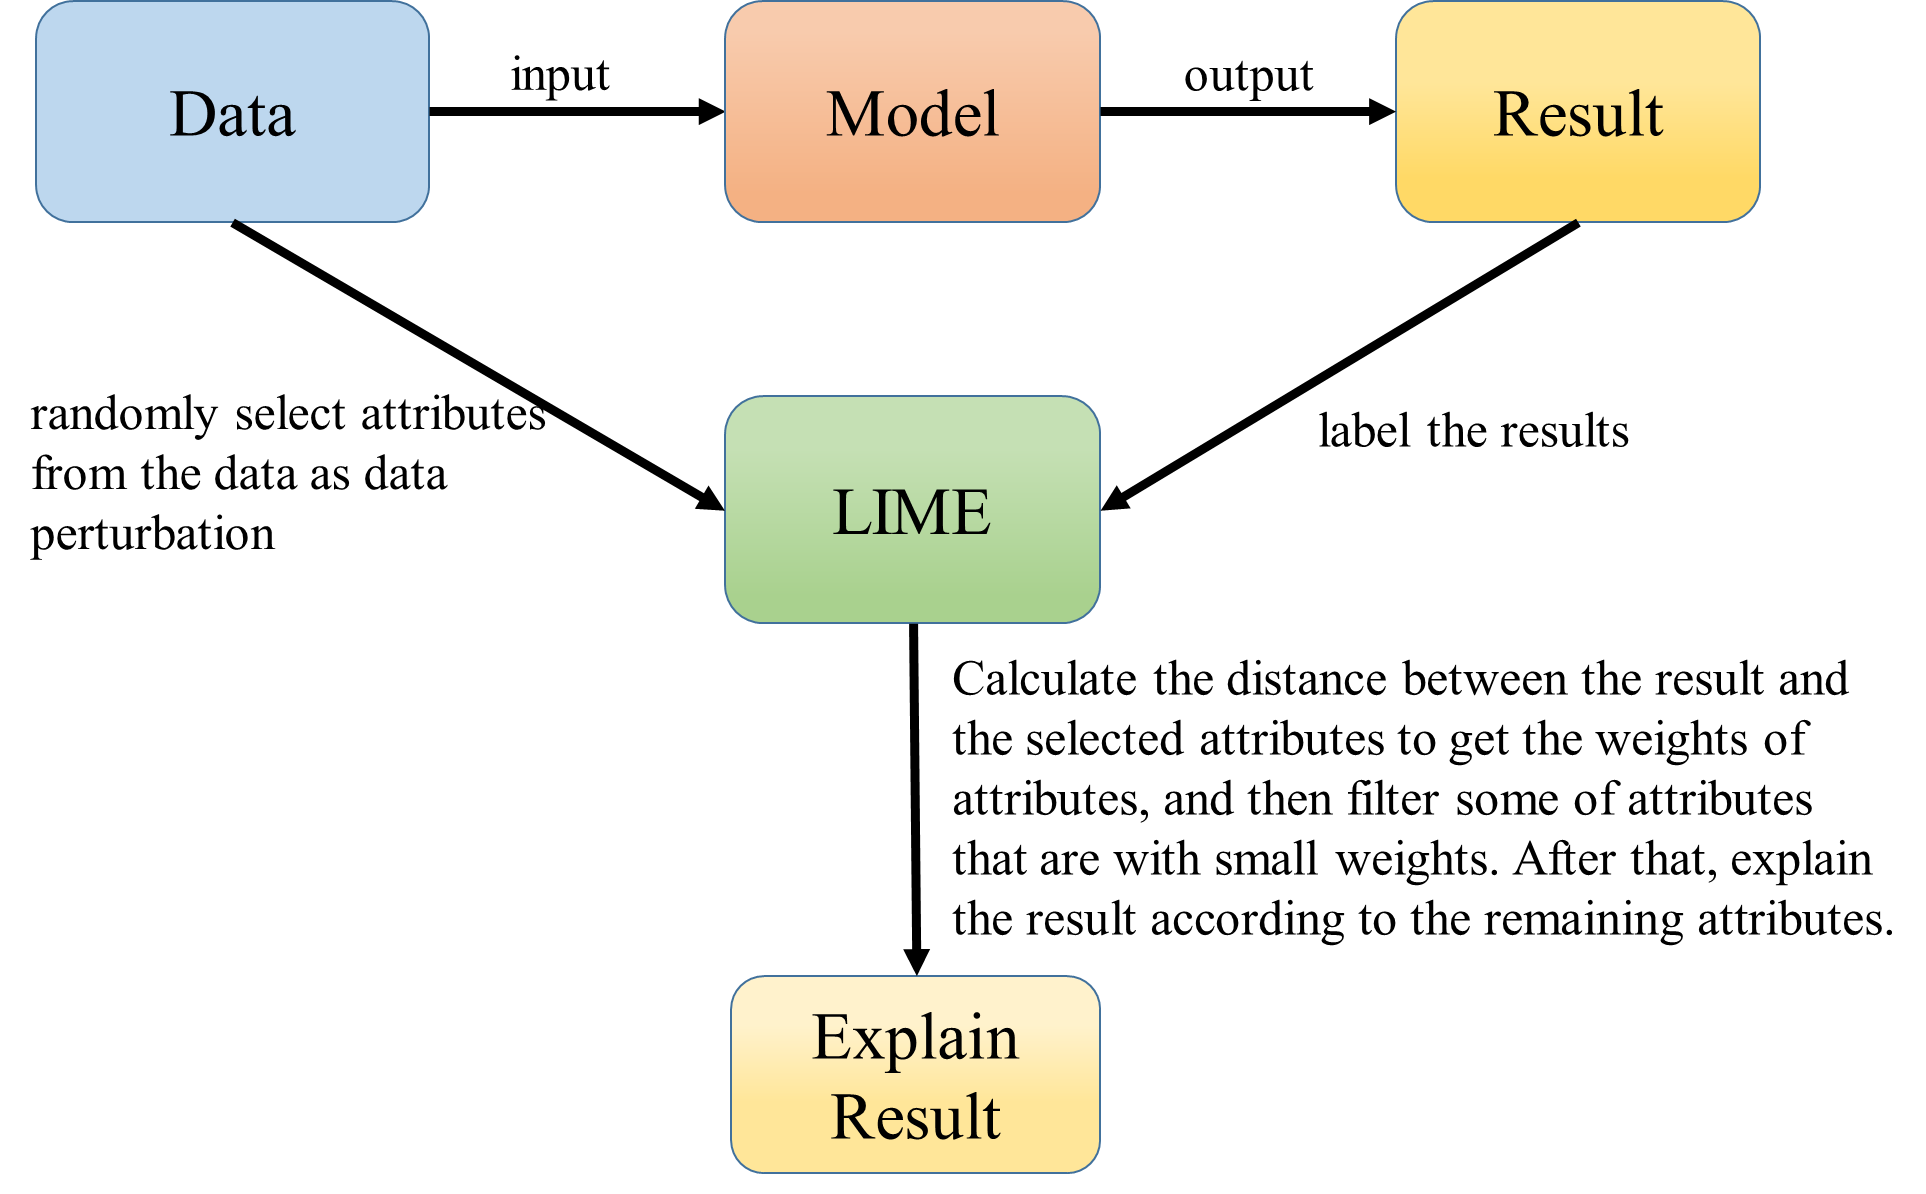 Data
input
Model
output
Result
randomly select attributes
from the data as data
perturbation
LIME
label the results
Calculate the distance between the result and
the selected attributes to get the weights of
attributes, and then filter some of attributes
that are with small weights. After that, explain
the result according to the remaining attributes.
Explain
Result